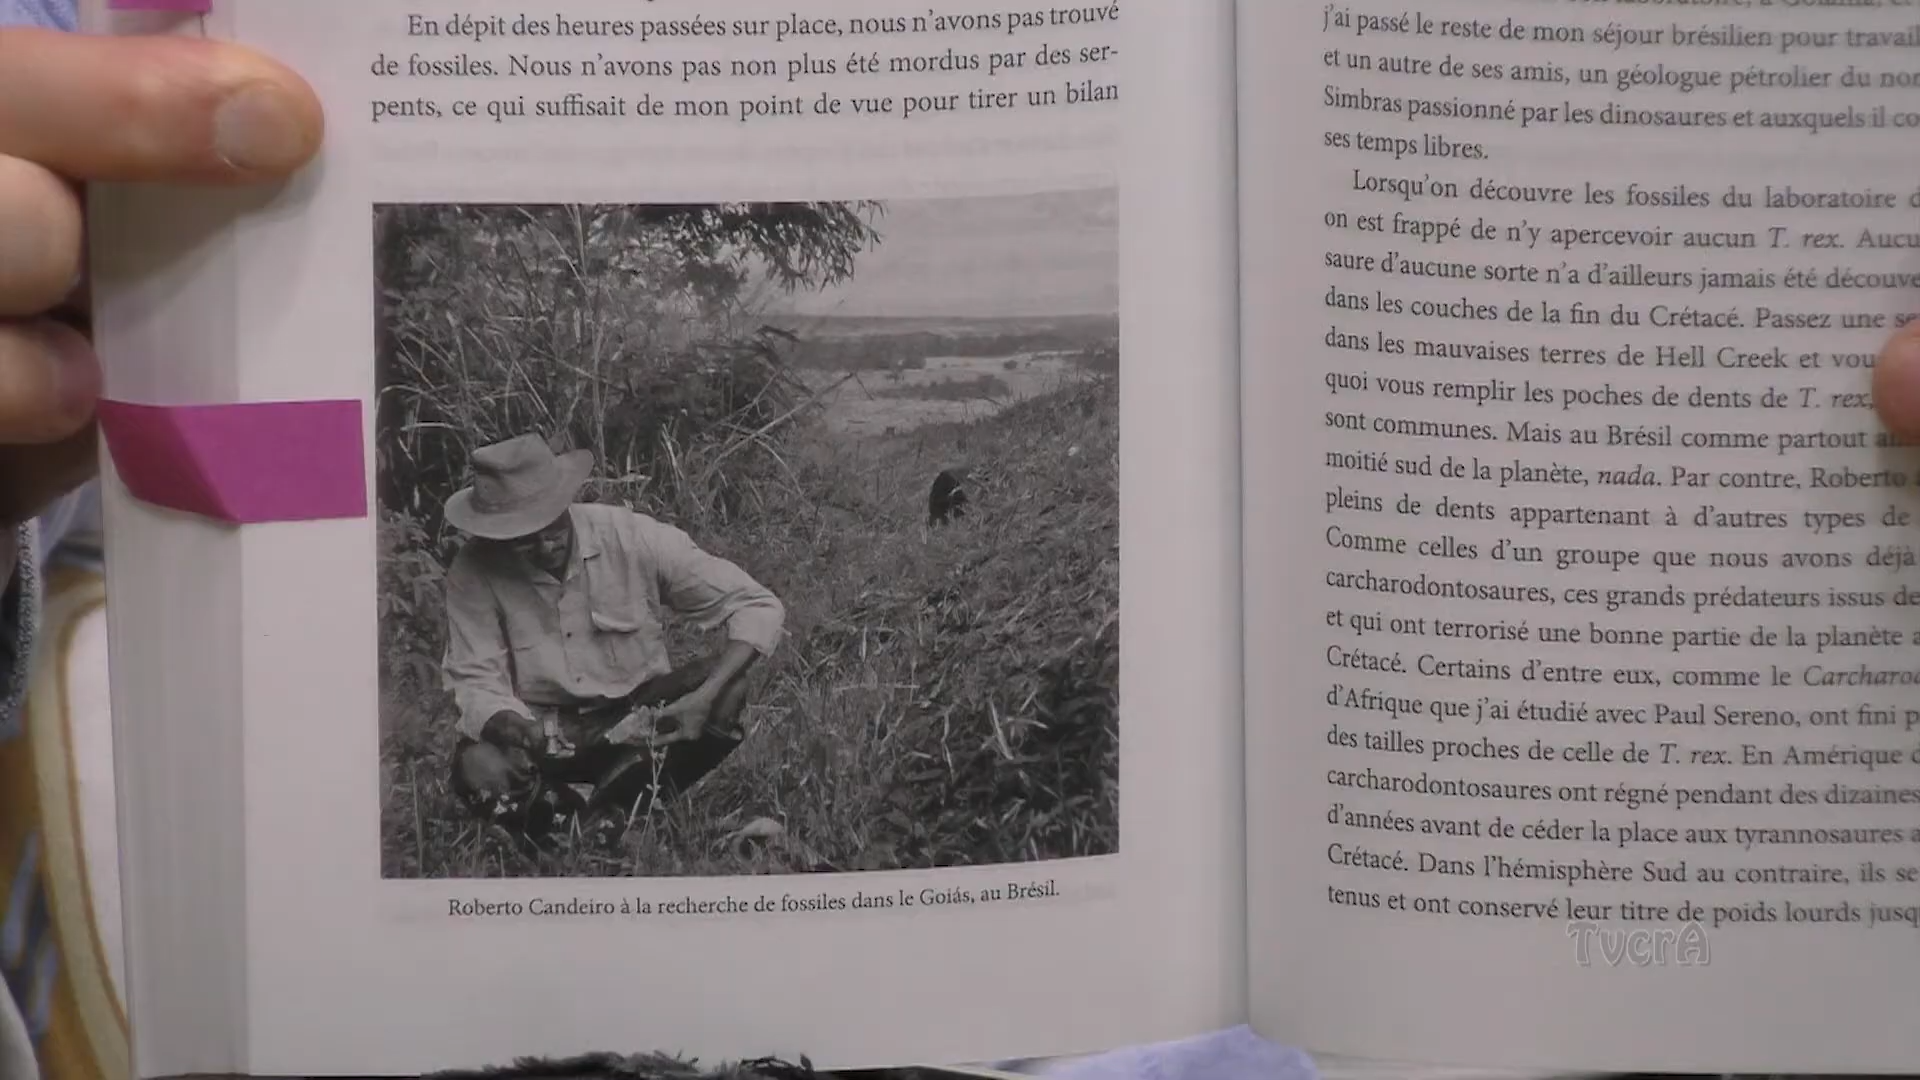 En dépit des heures passées sur place, nous n'avons pas trouvé
de fossiles. Nous n'avons pas non plus été mordus par des ser-
pents, ce qui suffisait de mon point de vue pour tirer un bilan
Roberto Candeiro à la recherche de fossiles dans le Goiás, au Brésil.
j'ai passé le reste de mon séjour brésilien pour travail
et un autre de ses amis, un géologue pétrolier du nom
Simbras passionné par les dinosaures et auxquels il co
ses temps libres.
Lorsqu'on découvre les fossiles du laboratoire d
on est frappé de n'y apercevoir aucun T. rex. Aucu
saure d'aucune sorte n'a d'ailleurs jamais été découve
dans les couches de la fin du Crétacé. Passez une se
dans les mauvaises terres de Hell Creek et vou
quoi vous remplir les poches de dents de T. rex,
sont communes. Mais au Brésil comme partout
moitié sud de la planète, nada. Par contre, Roberto
pleins de dents appartenant à d'autres types de
Comme celles d'un groupe que nous avons déjà
carcharodontosaures, ces grands prédateurs issus de
et qui ont terrorisé une bonne partie de la planète a
Crétacé. Certains d'entre eux, comme le Carcharod
d'Afrique que j'ai étudié avec Paul Sereno, ont fini p
des tailles proches de celle de T. rex. En Amérique d
carcharodontosaures ont régné pendant des dizaines
d'années avant de céder la place aux tyrannosaures a
Crétacé. Dans l'hémisphère Sud au contraire, ils se
tenus et ont conservé leur titre de poids lourds jusq
TvcrA